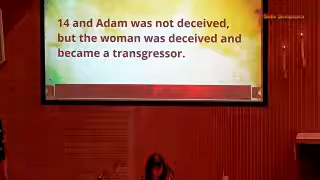 14 and Adam was not deceived,
but the woman was deceived and
became a transgressor.